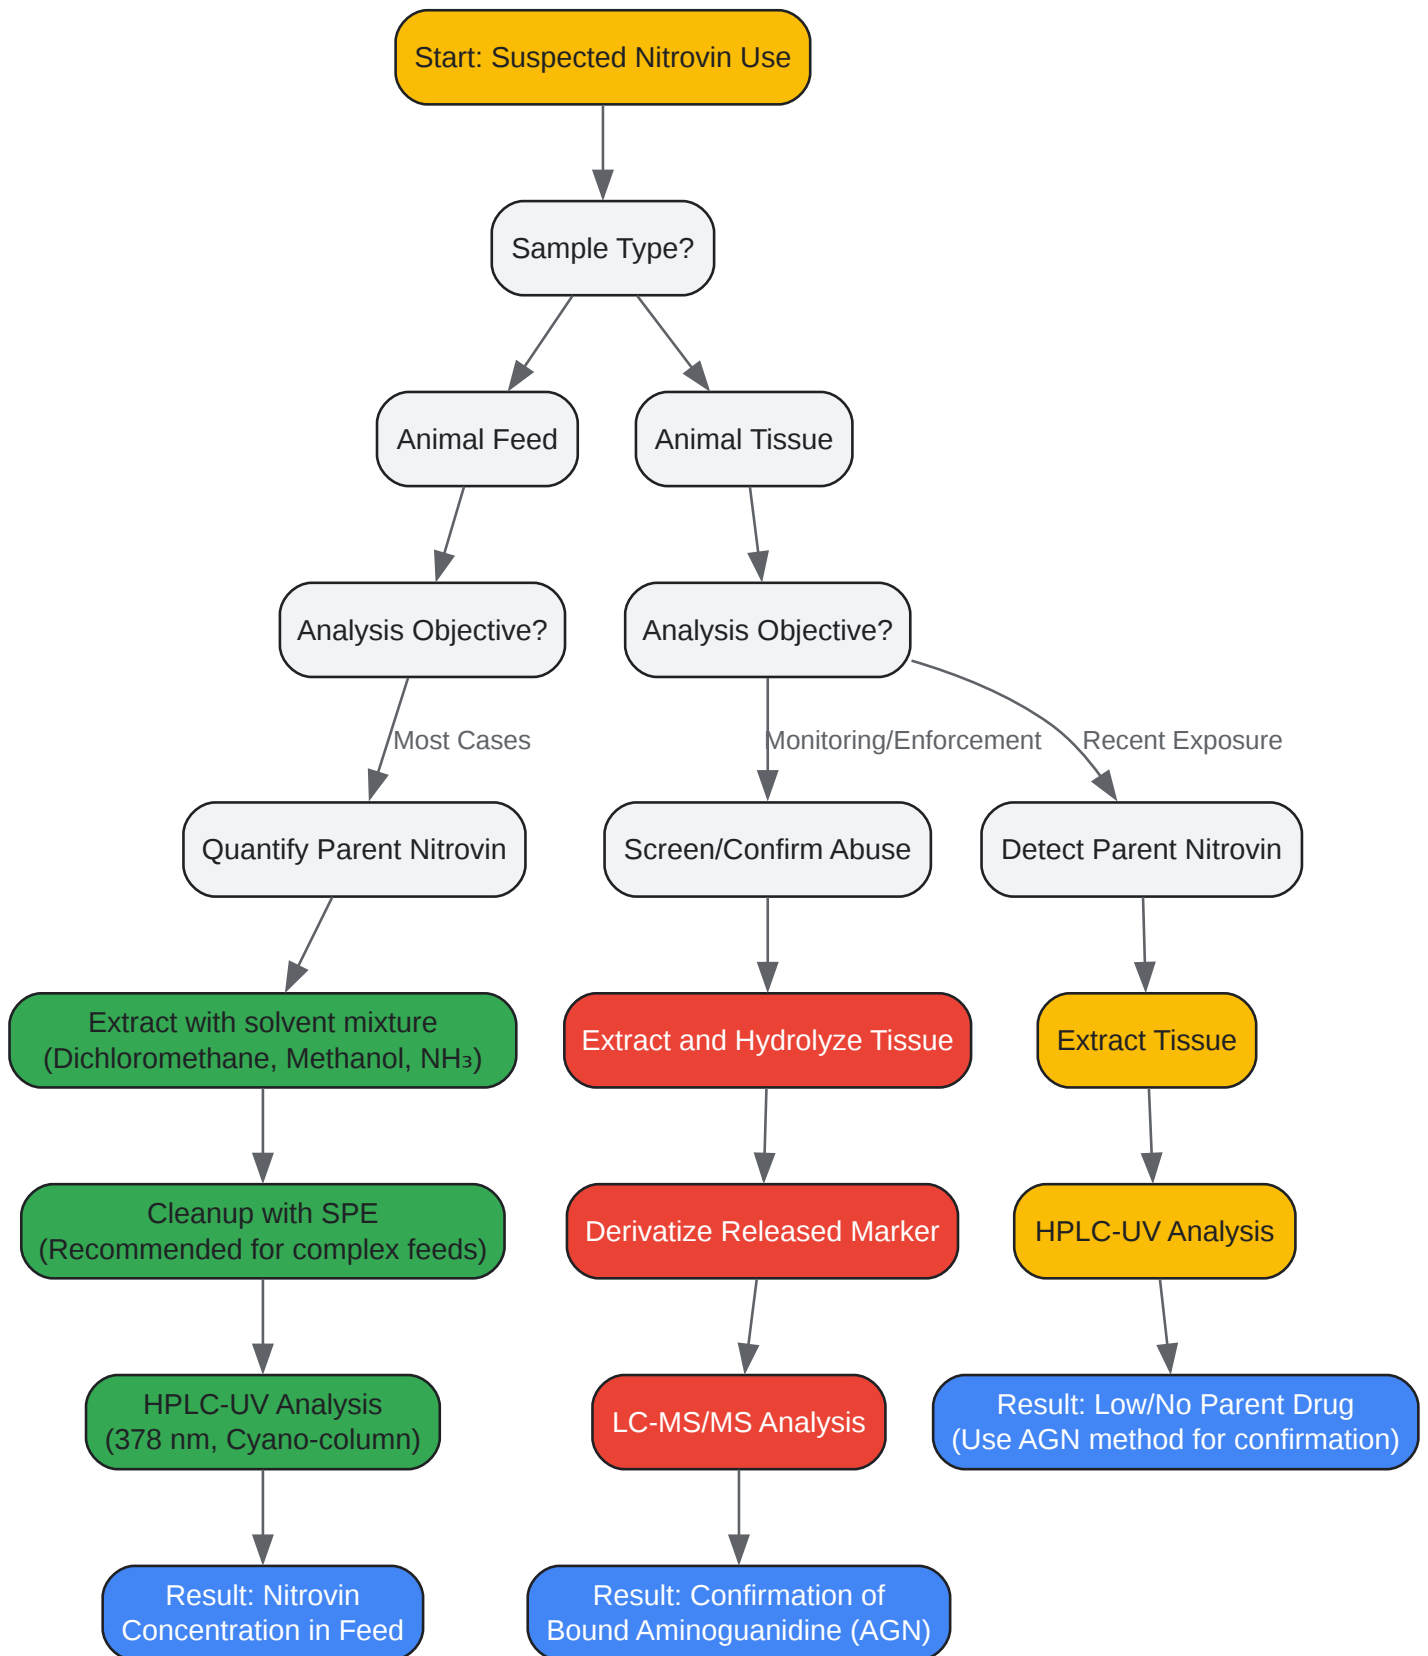 Start: Suspected Nitrovin Use
Sample Type?
Animal Feed
Animal Tissue
Analysis Objective?
Analysis Objective?
Most Cases
Monitoring/Enforcement
Recent Exposure
Quantify Parent Nitrovin
Screen/Confirm Abuse
Detect Parent Nitrovin
Extract with solvent mixture
(Dichloromethane, Methanol, NH₃)
Extract and Hydrolyze Tissue
Extract Tissue
Cleanup with SPE
(Recommended for complex feeds)
Derivatize Released Marker
HPLC-UV Analysis
HPLC-UV Analysis
(378 nm, Cyano-column)
LC-MS/MS Analysis
Result: Low/No Parent Drug
(Use AGN method for confirmation)
Result: Nitrovin
Concentration in Feed
Result: Confirmation of
Bound Aminoguanidine (AGN)